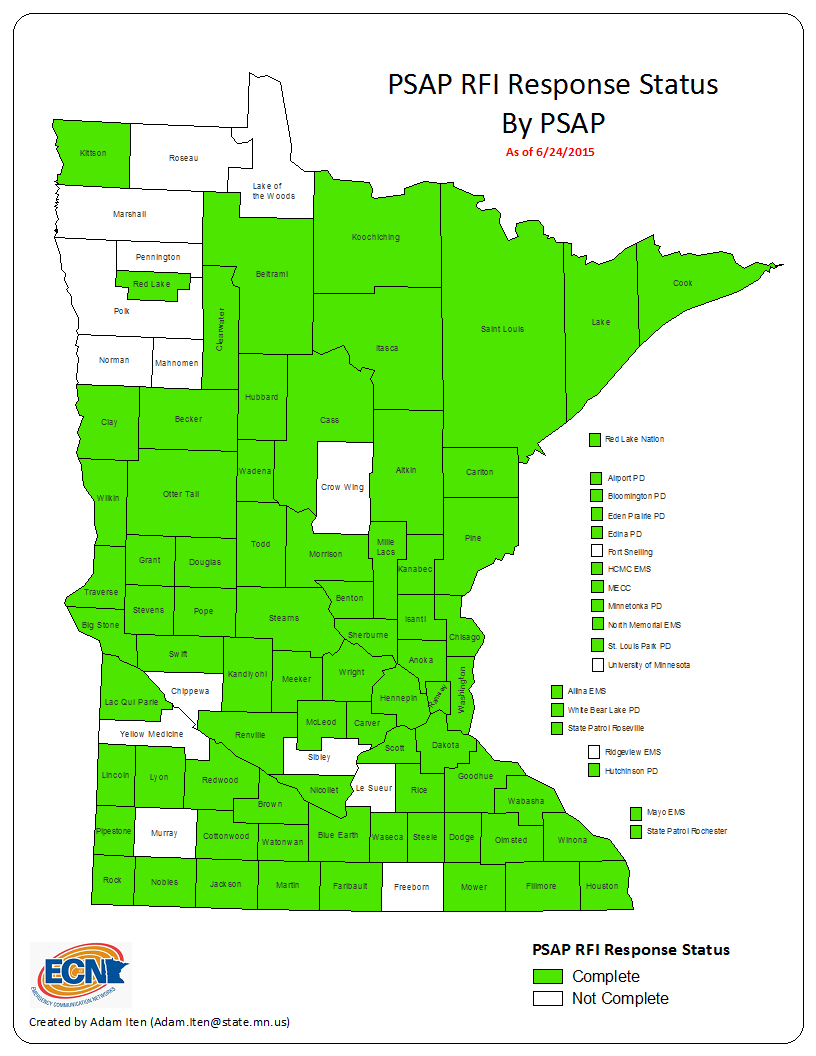 PSAP RFI Response Status
By PSAP
As of 6/24/2015
Kittson
Roseau
Lake of
the Woods
Marshall
Koochiching
Pennington
Beltrami
Red Lake
Cook
Polk
Clearwater
Saint Louis
Lake
Itasca
Norman
Mahnomen
Hubbard
Clay
Becker
Cass
Red Lake Nation
Wadena
Aitkin
Carlton
Airport PD
Crow Wing
Otter Tail
Wilkin
Bloomington PD
Eden Prairie PD
Edina PD
Pine
Todd
Mille
Lacs
Morrison
Fort Snelling
Grant
Douglas
Kanabec
HCMC EMS
MECC
Traverse
Benton
Minnetonka PD
Stevens
Pope
Stearns
Isanti
Big Stone
North Memorial EMS
Sherburne
Chisago
St. Louis Park PD
Swift
Anoka
University of Minnesota
Kandiyohi
Meeker
Wright
Washington
Chippewa
Hennepin
Ramsey
Allina EMS
Lac Qui Parle
White Bear Lake PD
McLeod
Carver
State Patrol Roseville
Yellow Medicine
Renville
Scott
Dakota
Ridgeview EMS
Sibley
Hutchinson PD
Lincoln
Lyon
Redwood
Nicollet
Le Sueur
Rice
Goodhue
Brown
Wabasha
Mayo EMS
Pipestone
Murray
Cottonwood
Watonwan
Blue Earth
Waseca
Steele
Dodge
Olmsted
Winona
State Patrol Rochester
Rock
Nobles
Jackson
Martin
Faribault
Freeborn
Mower
Fillmore
Houston
PSAP RFI Response Status
Complete
Not Complete
ECN
EMERGENCY COMMUNICATION NETWORKS
Created by Adam Iten (Adam.Iten@state.mn.us)